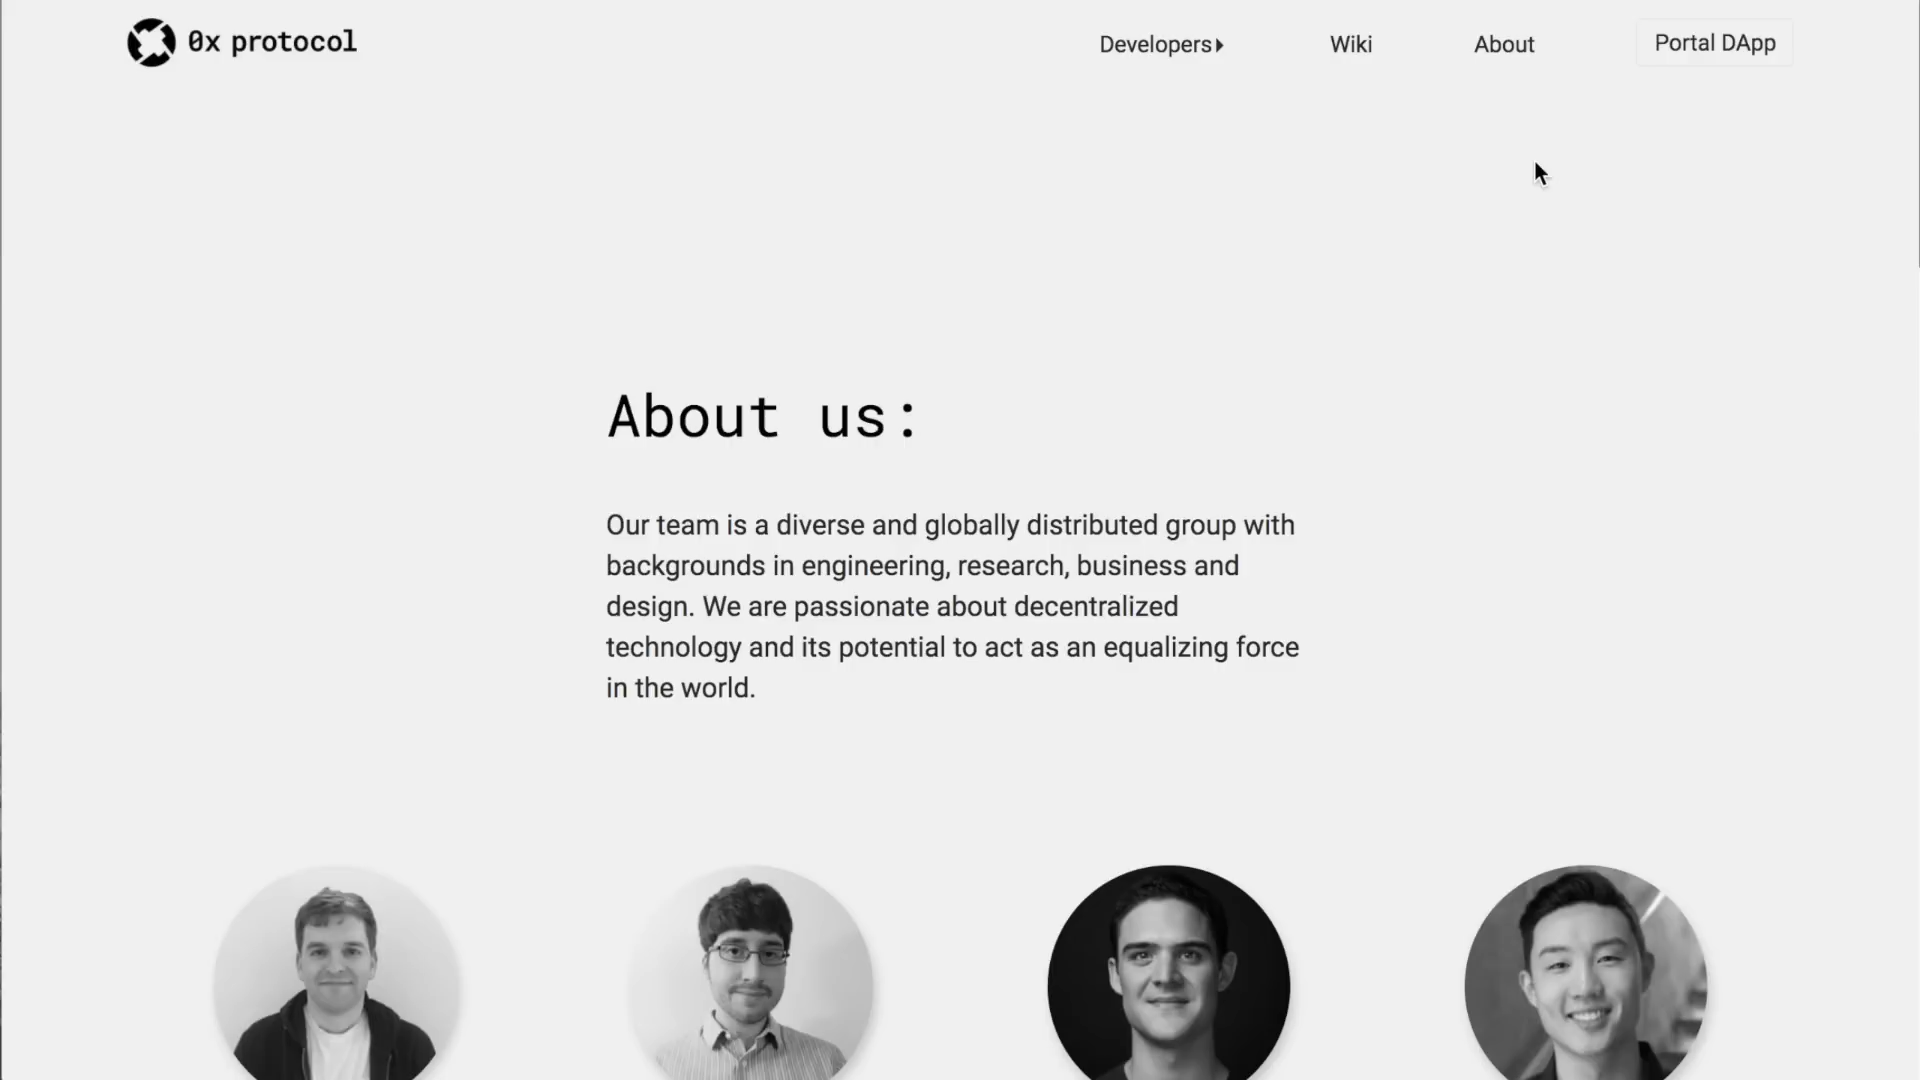 0x protocol
Developers
Wiki
About
Portal DApp
About us:
Our team is a diverse and globally distributed group with
backgrounds in engineering, research, business and
design. We are passionate about decentralized
technology and its potential to act as an equalizing force
in the world.